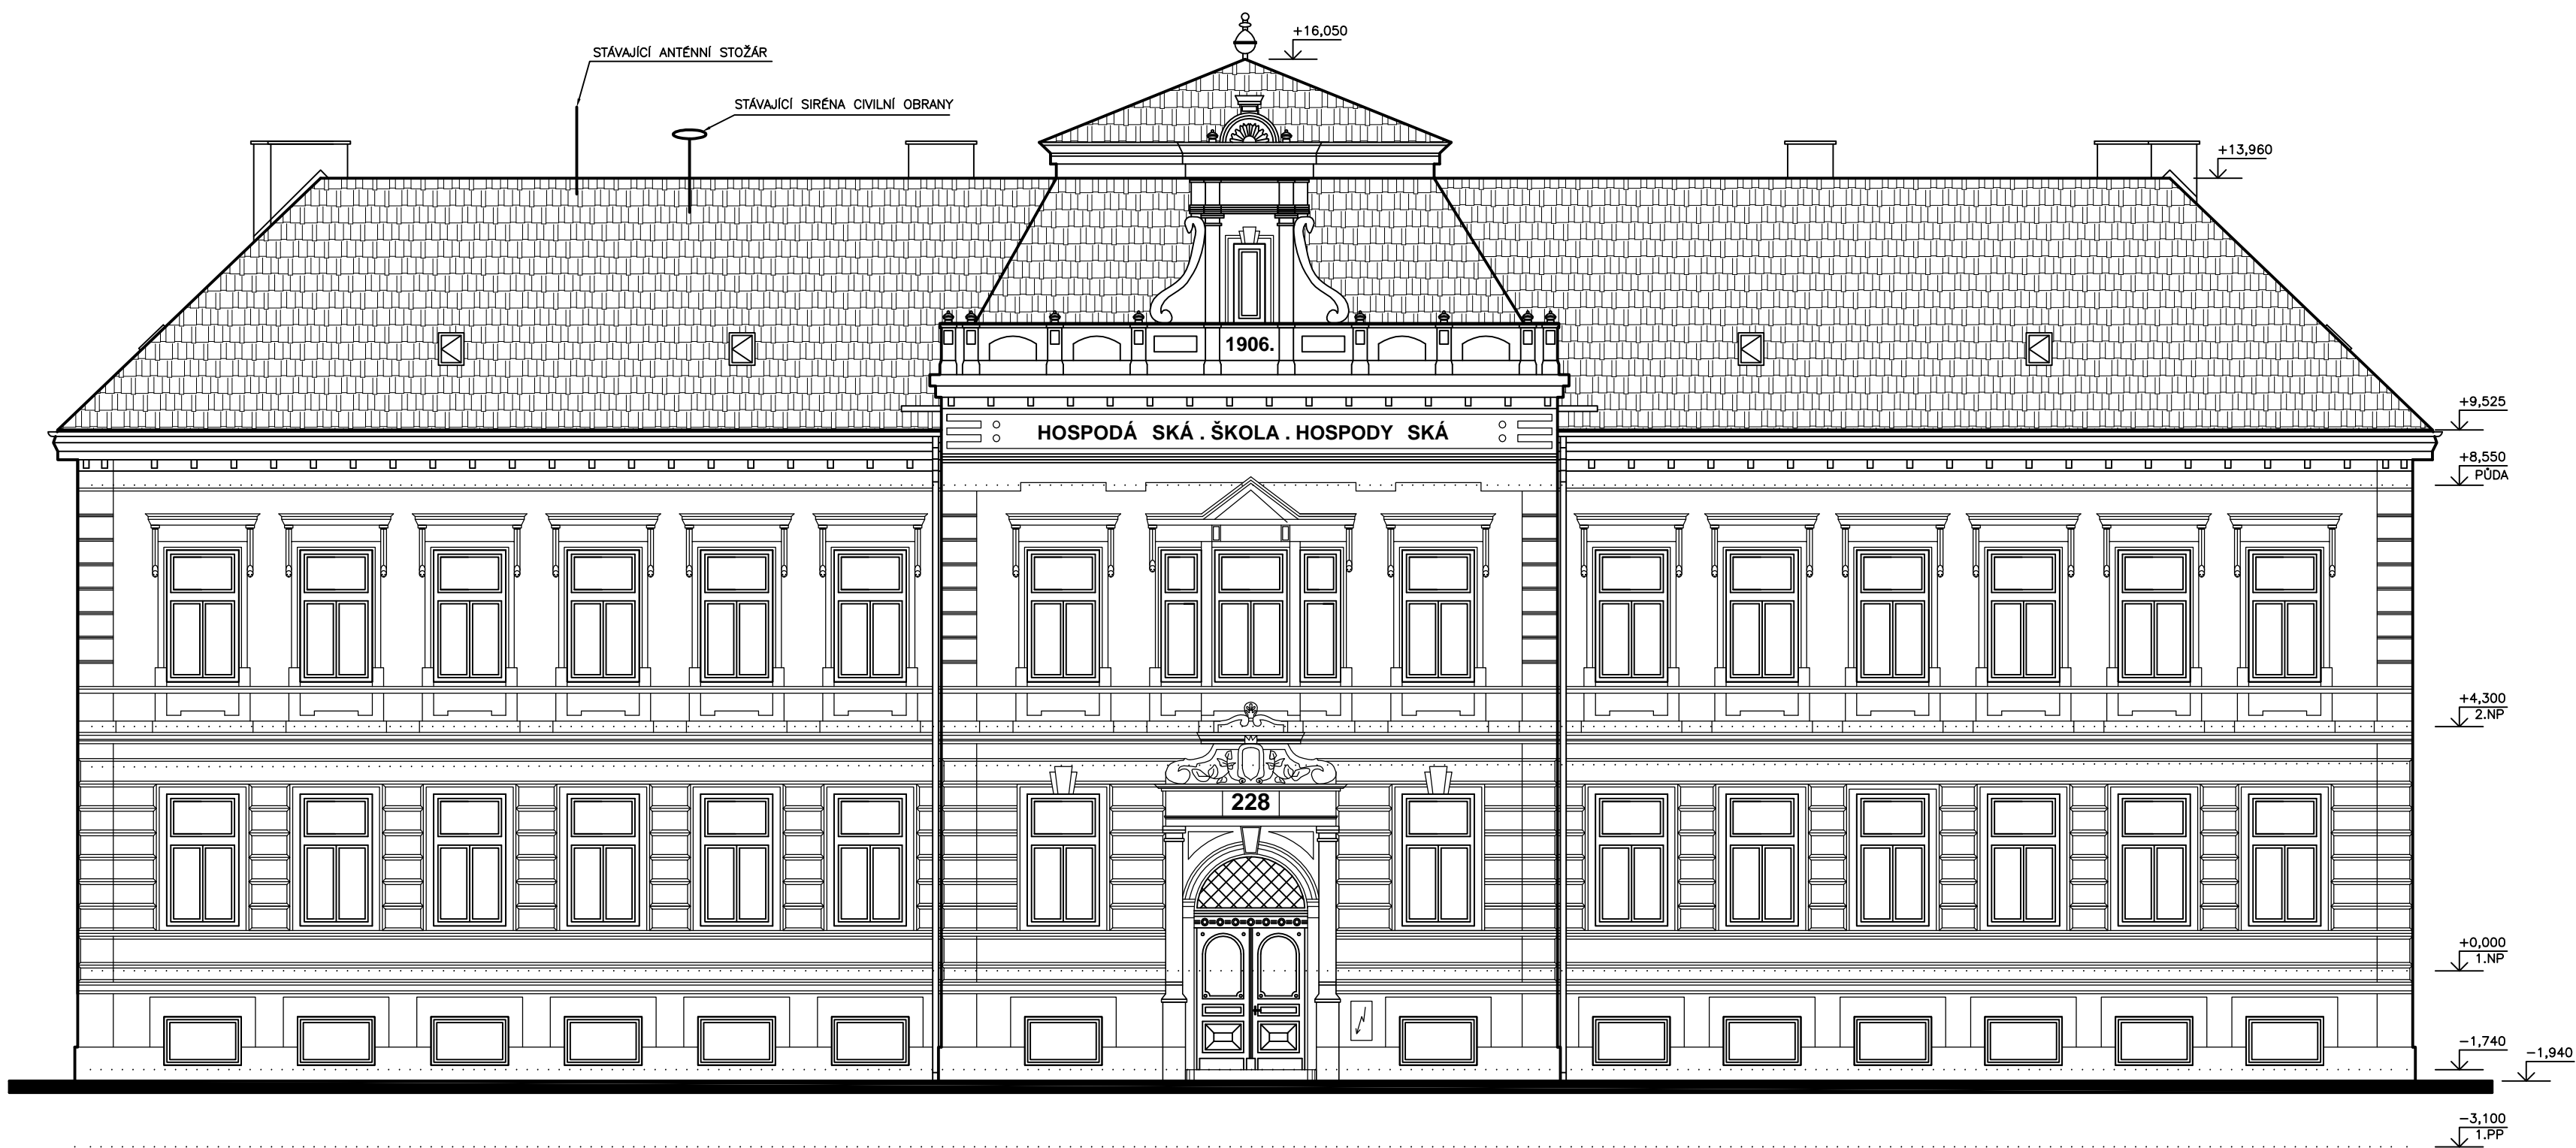 +16,050
STÁVAJÍCÍ ANTÉNNÍ STOŽÁR
STÁVAJÍCÍ SIRÉNA CIVILNÍ OBRANY
+13,960
1906.
+9,525
HOSPODÁ SKÁ . ŠKOLA . HOSPODY SKÁ
+8,550
PŮDA
+4,300
2.NP
228
+0,000
1.NP
-1,740
-1,940
-3,100
1.PP